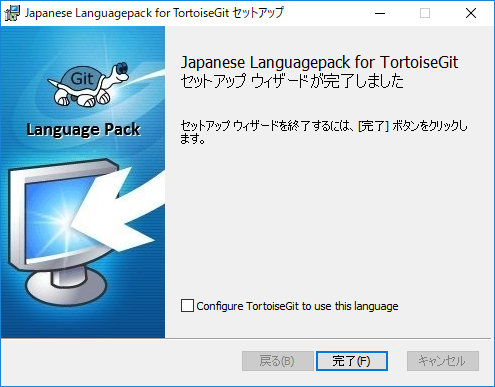 Japanese Languagepack for TortoiseGit セットアップ
Git
Language Pack
Japanese Languagepack for TortoiseGit
セットアップ ウィザードが完了しました
セットアップ ウィザードを終了するには、[完了] ボタンをクリックし
ます。
Configure TortoiseGit to use this language
戻る(B)
完了(F)
キャンセル